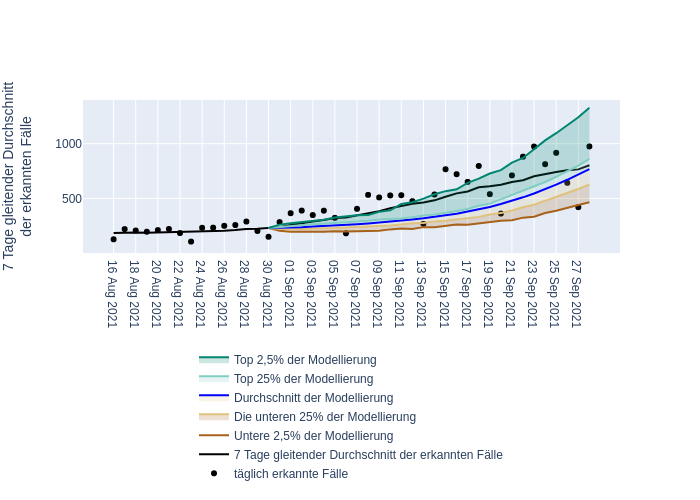 7 Tage gleitender Durchschnitt
der erkannten Fälle
1000
500
16 Aug 2021
18 Aug 2021
20 Aug 2021
22 Aug 2021
24 Aug 2021
26 Aug 2021
28 Aug 2021
30 Aug 2021
01 Sep 2021
03 Sep 2021
05 Sep 2021
07 Sep 2021
09 Sep 2021
11 Sep 2021
13 Sep 2021
15 Sep 2021
17 Sep 2021
19 Sep 2021
21 Sep 2021
23 Sep 2021
25 Sep 2021
27 Sep 2021
Top 2,5% der Modellierung
Top 25% der Modellierung
Durchschnitt der Modellierung
Die unteren 25% der Modellierung
Untere 2,5% der Modellierung
7 Tage gleitender Durchschnitt der erkannten Fälle
täglich erkannte Fälle